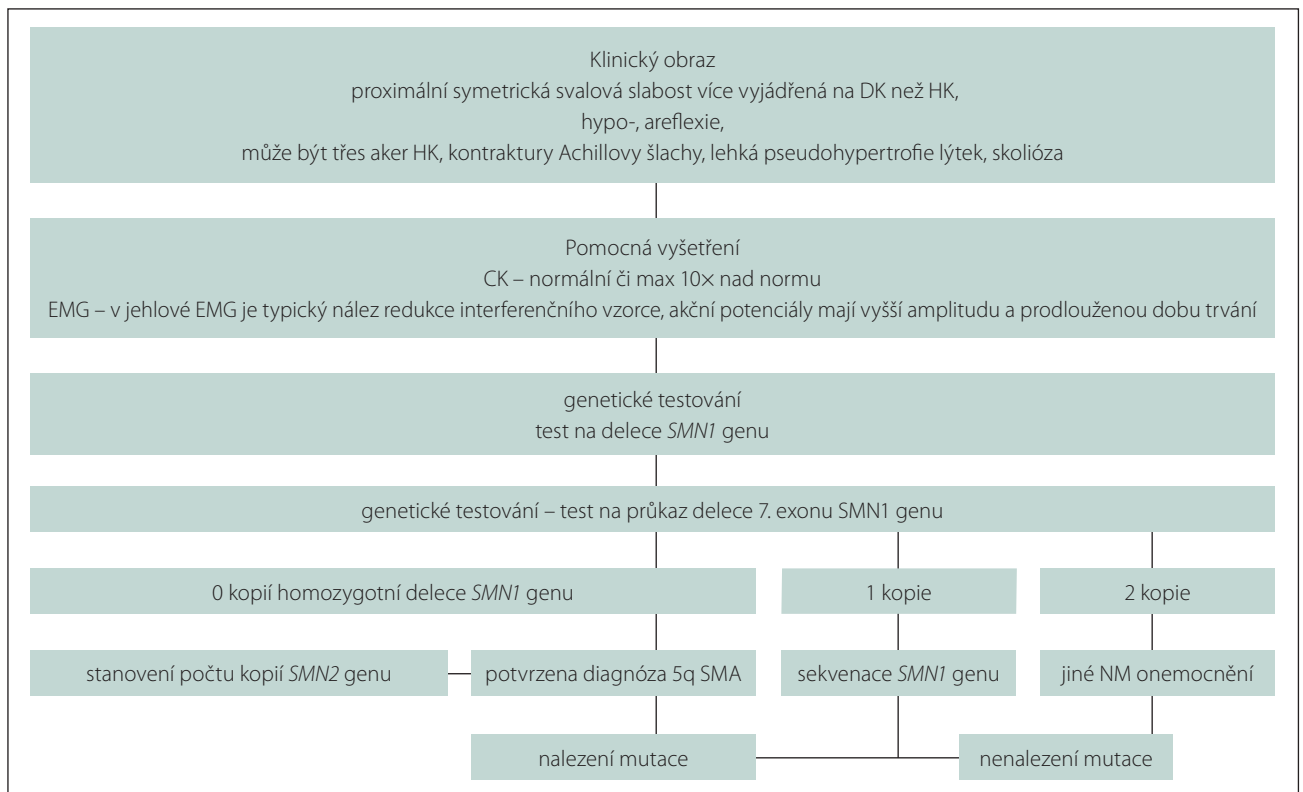 Klinický obraz
proximální symetrická svalová slabost více vyjádřená na DK než HK,
hypo-, areflexie,
může být třes aker HK, kontraktury Achillovy šlachy, lehká pseudohypertrofie lýtek, skolióza
Pomocná vyšetření
CK – normální či max 10× nad normu
EMG – v jehlové EMG je typický nález redukce interferenčního vzorce, akční potenciály mají vyšší amplitudu a prodlouženou dobu trvání
genetické testování
test na delece SMN1 genu
genetické testování – test na průkaz delece 7. exonu SMN1 genu
0 kopií homozygotní delece SMN1 genu
1 kopie
2 kopie
stanovení počtu kopií SMN2 genu
potvrzena diagnóza 5q SMA
sekvenace SMN1 genu
jiné NM onemocnění
nalezení mutace
nenalezení mutace